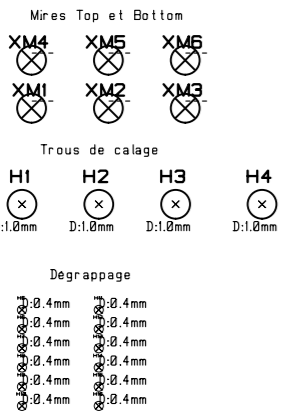 Mires Top et Bottom
XM4 XM5 XM6
XM1 XM2 XM3
Trous de calage
H1 H2 H3 H4
:1.0mm D:1.0mm D:1.0mm D:1.0mm
Dégrappage
D:0.4mm D:0.4mm
D:0.4mm D:0.4mm
D:0.4mm D:0.4mm
D:0.4mm D:0.4mm
D:0.4mm D:0.4mm
D:0.4mm D:0.4mm